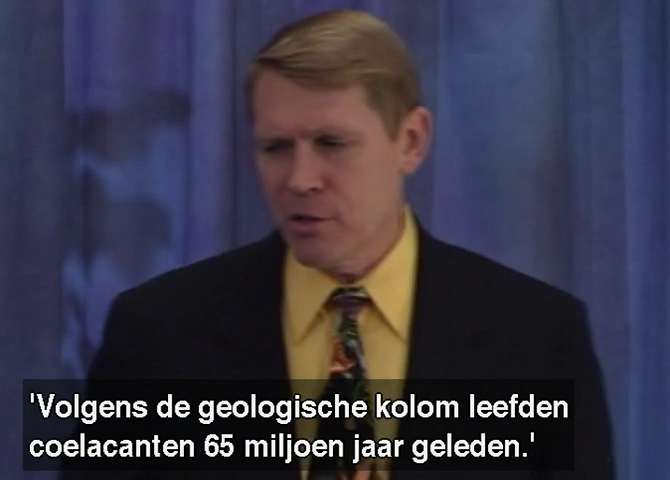 'Volgens de geologische kolom leefden
coelacanten 65 miljoen jaar geleden.'